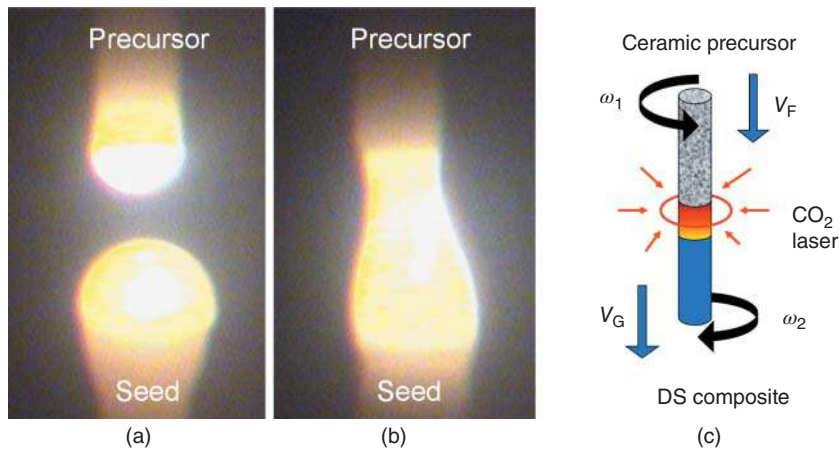 Precursor
Seed
(a)
Precursor
Seed
(b)
Ceramic precursor
ω1
VF
CO2
laser
VG
ω2
DS composite
(c)